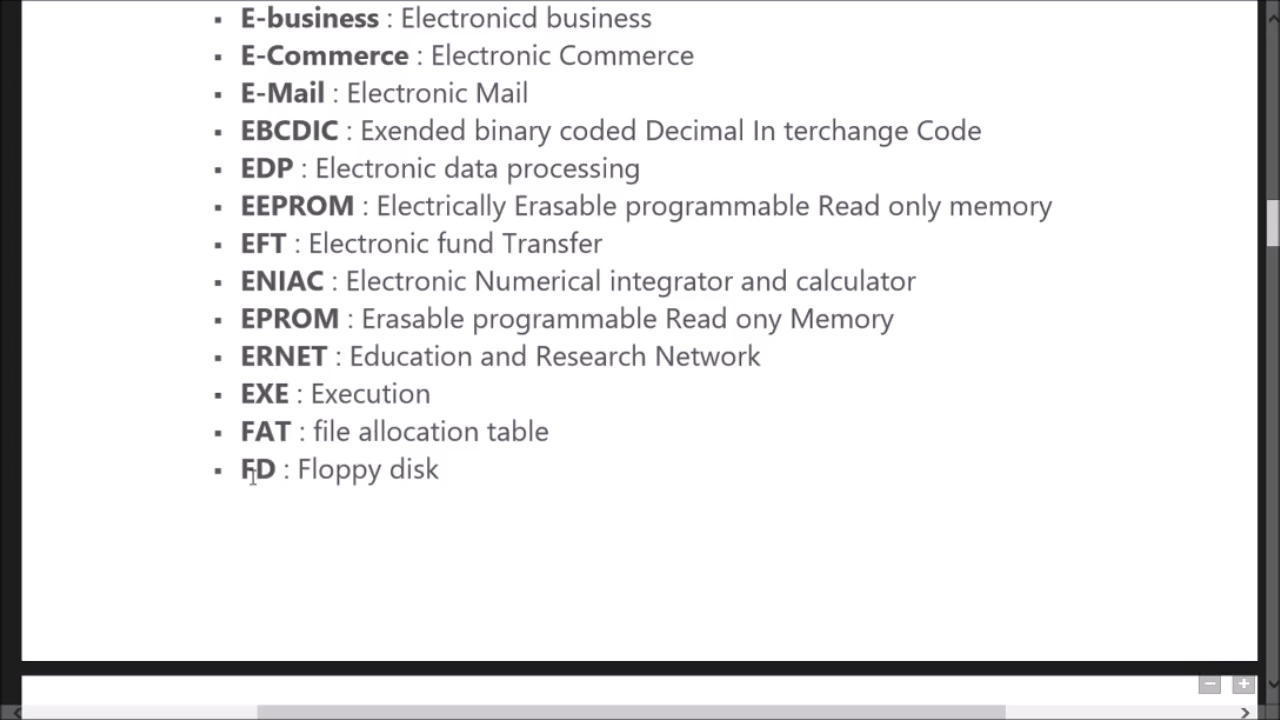 ▪ E-business : Electronicd business
▪ E-Commerce : Electronic Commerce
▪ E-Mail : Electronic Mail
▪ EBCDIC : Exended binary coded Decimal In terchange Code
▪ EDP : Electronic data processing
▪ EEPROM : Electrically Erasable programmable Read only memory
▪ EFT : Electronic fund Transfer
▪ ENIAC : Electronic Numerical integrator and calculator
▪ EPROM : Erasable programmable Read ony Memory
▪ ERNET : Education and Research Network
▪ EXE : Execution
▪ FAT : file allocation table
▪ FD : Floppy disk